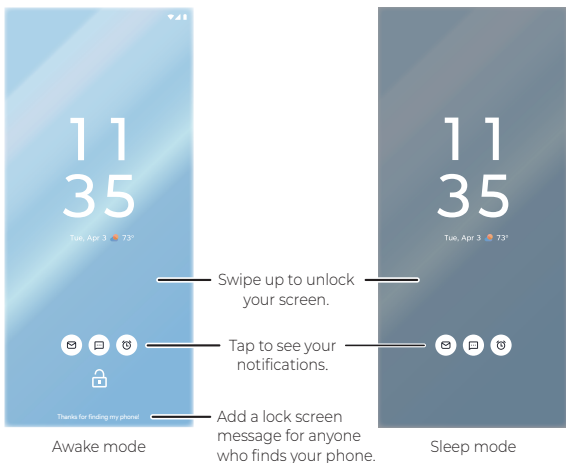 11
35
Tue, Apr 3 73°
Thanks for finding my phone!
Awake mode
Swipe up to unlock
your screen.
Tap to see your
notifications.
Add a lock screen
message for anyone
who finds your phone.
11
35
Tue, Apr 3 73°
Sleep mode